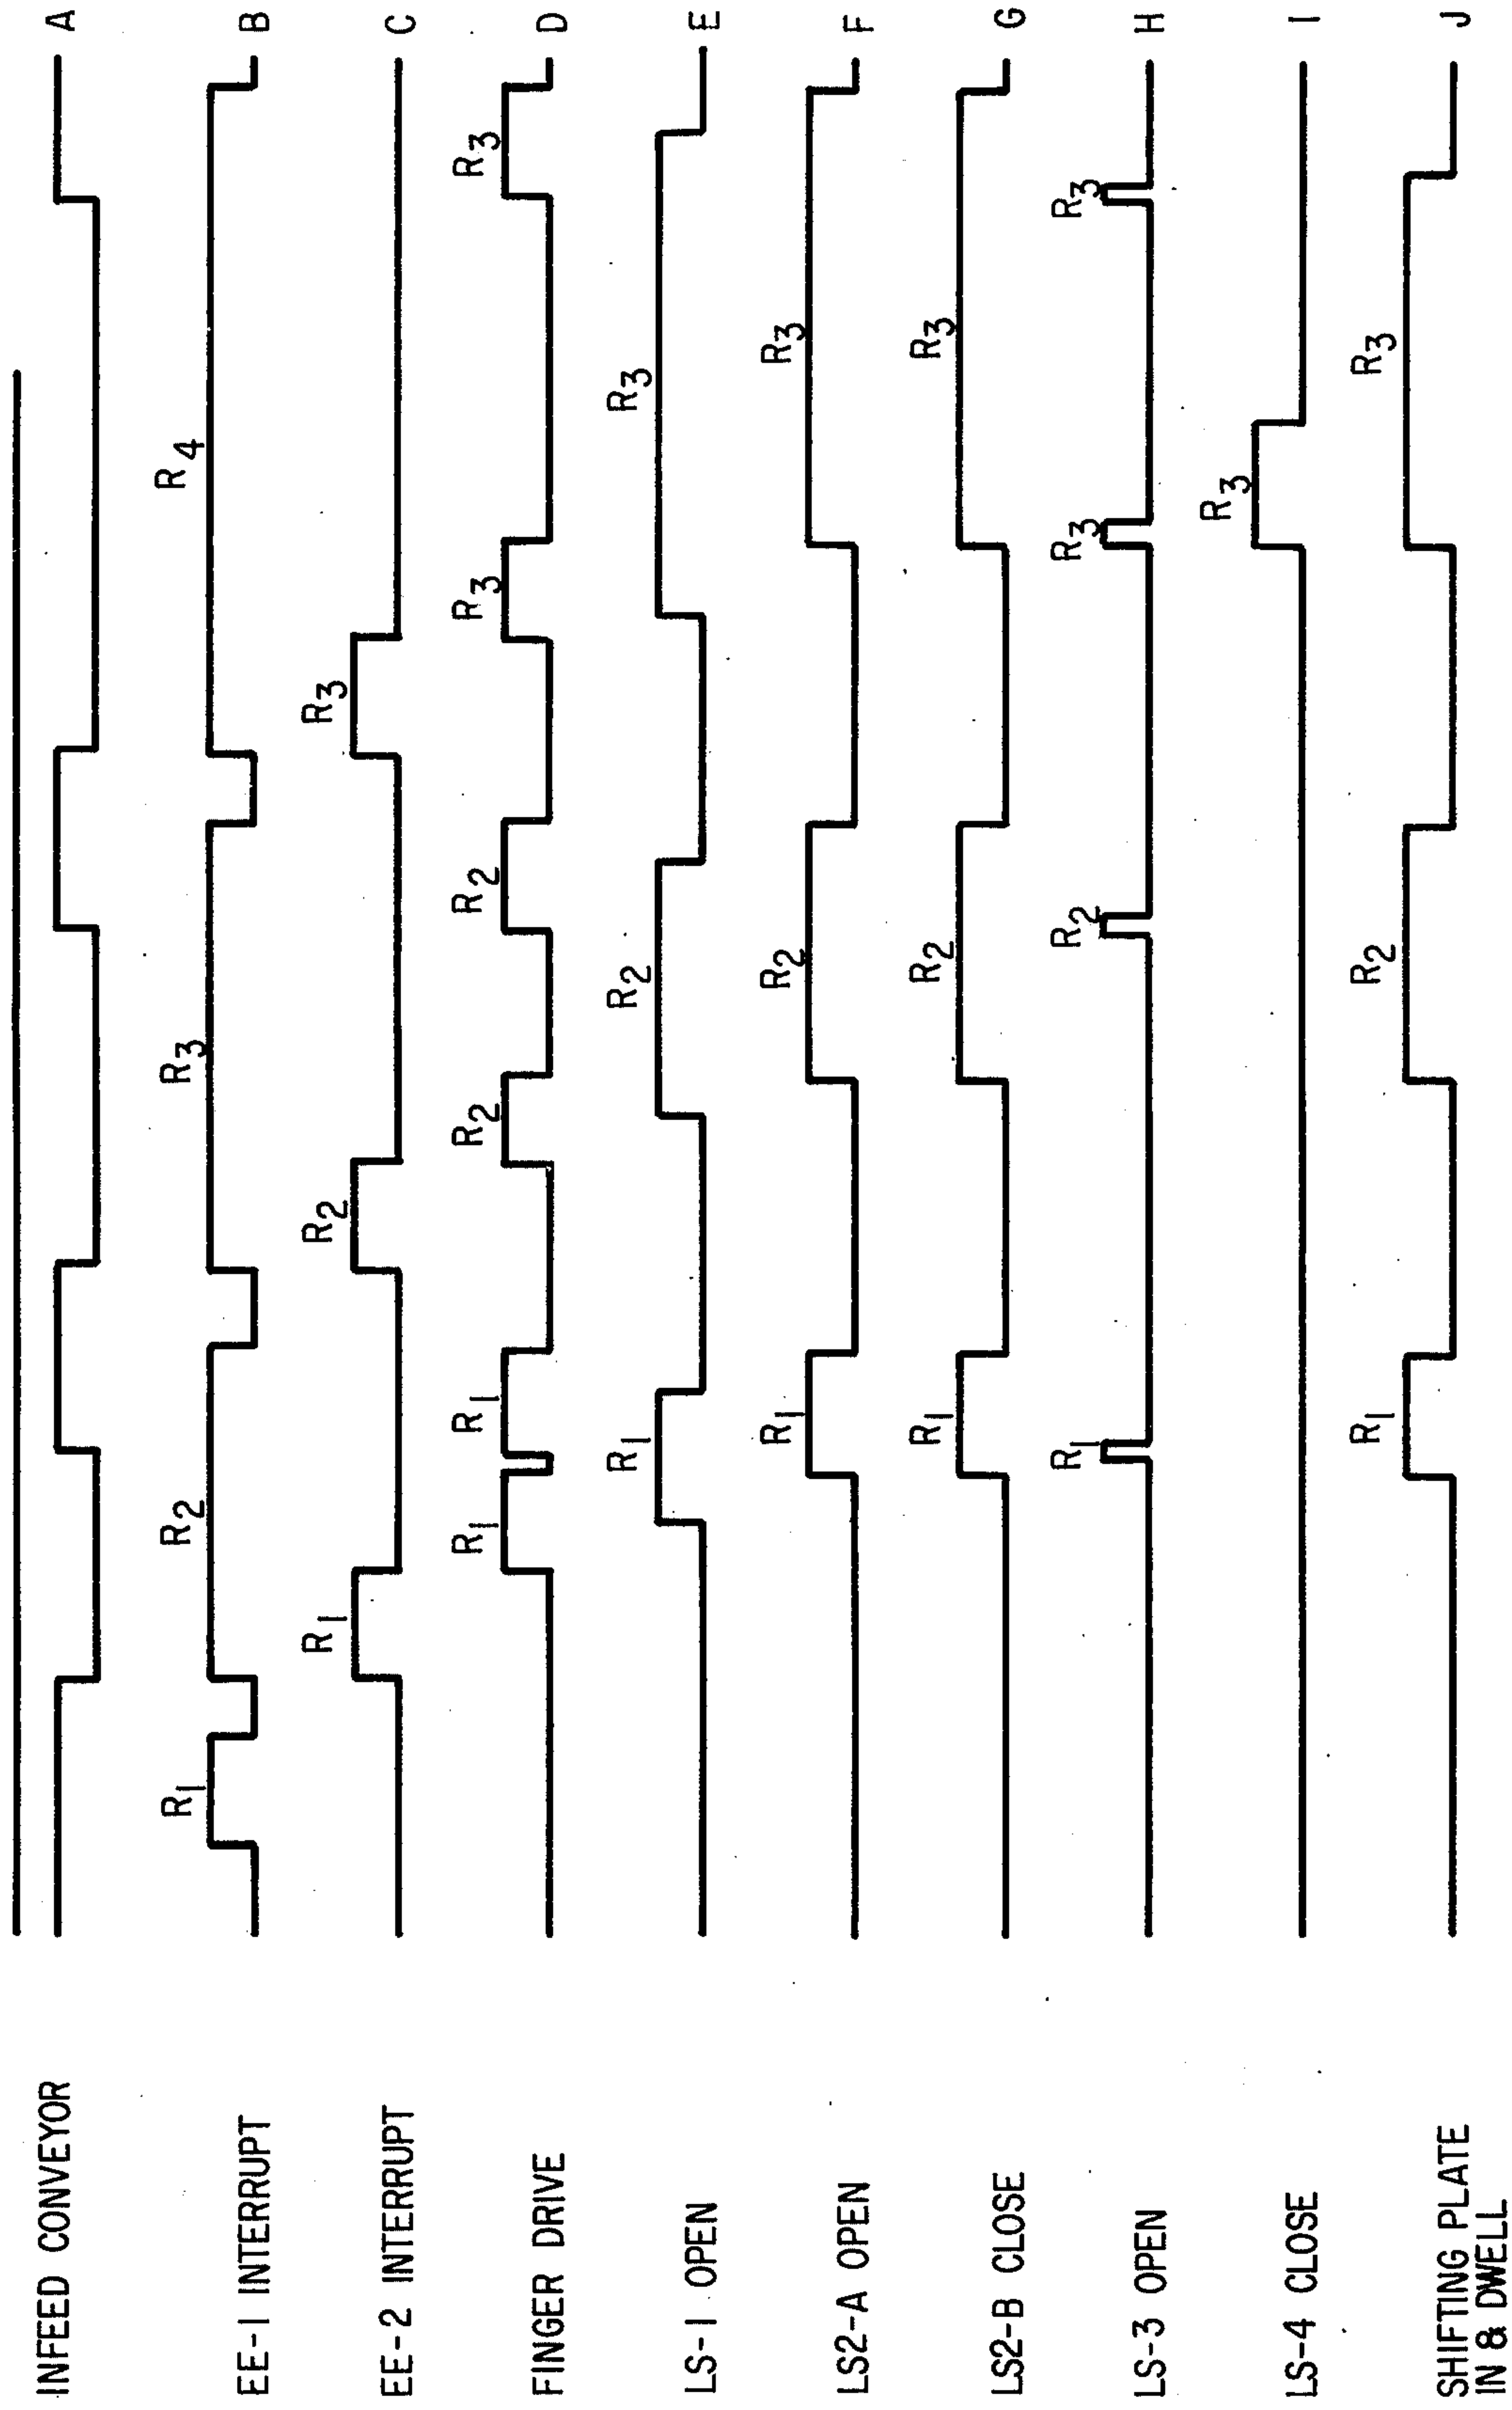 INFEED CONVEYOR
A
EE-1 INTERRUPT
R1
R2
R3
R4
B
EE-2 INTERRUPT
R1
R2
R3
C
FINGER DRIVE
R1
R1
R2
R2
R3
R3
D
LS-1 OPEN
R1
R2
R3
E
LS2-A OPEN
R1
R2
R3
F
LS2-B CLOSE
R1
R2
R3
G
LS-3 OPEN
R1
R2
R3
R3
H
LS-4 CLOSE
R3
I
SHIFTING PLATE
IN & DWELL
R1
R2
R3
J